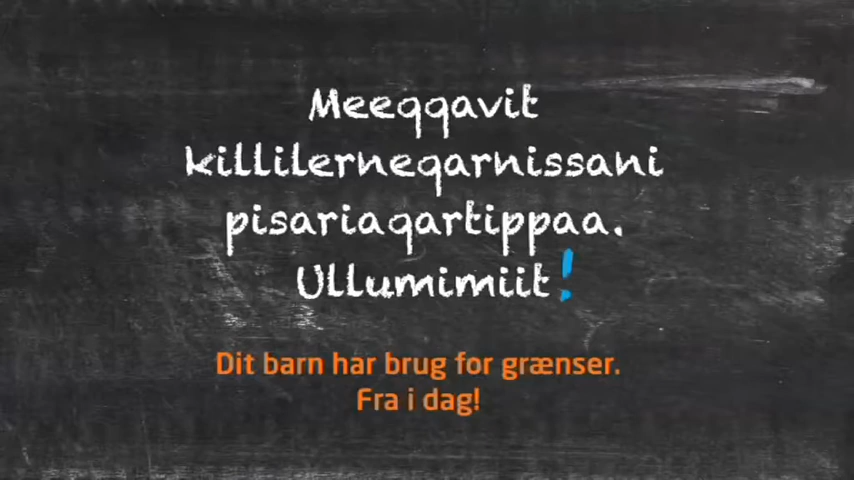 Meeqqavit
killilerneqarnissani
pisariaqartippaa.
Ullumimiit!
Dit barn har brug for grænser.
Fra i dag!